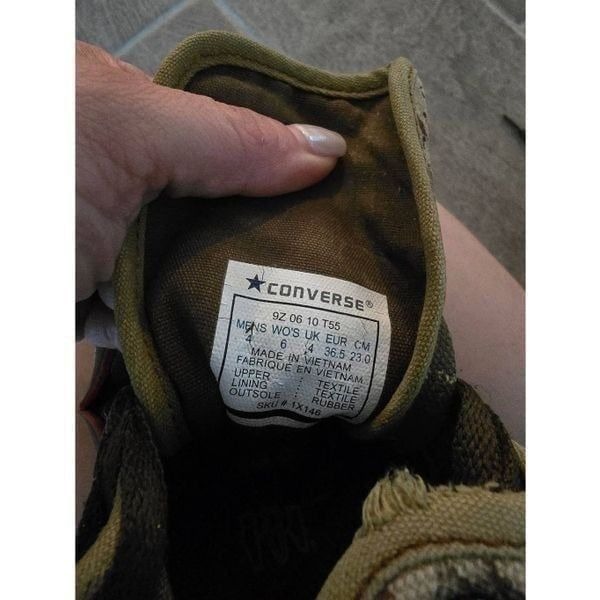 ★CONVERSE®
9Z 06 10 T55
MENS WO'S UK EUR CM
4 6 4 36.5 23.0
MADE IN VIETNAM
FABRIQUE EN VIETNAM
UPPER : TEXTILE
LINING : TEXTILE
OUTSOLE : RUBBER
SKU # 1X146